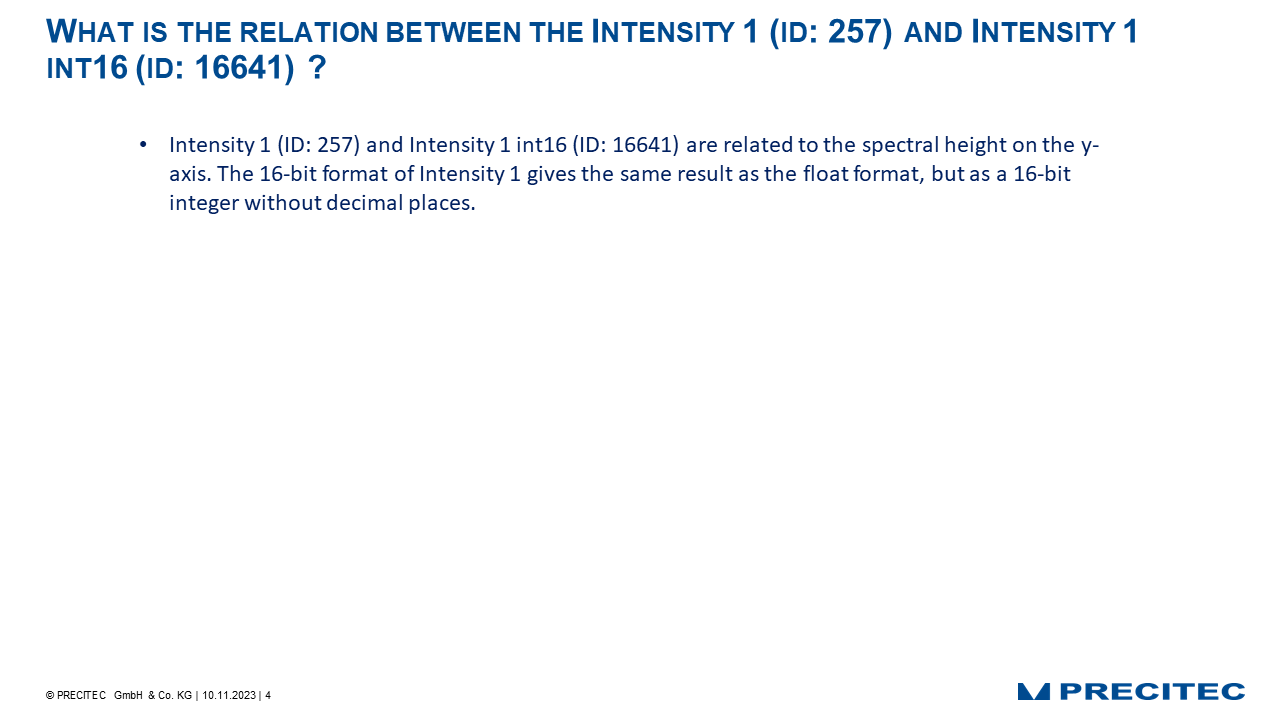 WHAT IS THE RELATION BETWEEN THE INTENSITY 1 (ID: 257) AND INTENSITY 1
INT16 (ID: 16641) ?
• Intensity 1 (ID: 257) and Intensity 1 int16 (ID: 16641) are related to the spectral height on the y-
axis. The 16-bit format of Intensity 1 gives the same result as the float format, but as a 16-bit
integer without decimal places.
© PRECITEC GmbH & Co. KG | 10.11.2023 | 4
PRECITEC